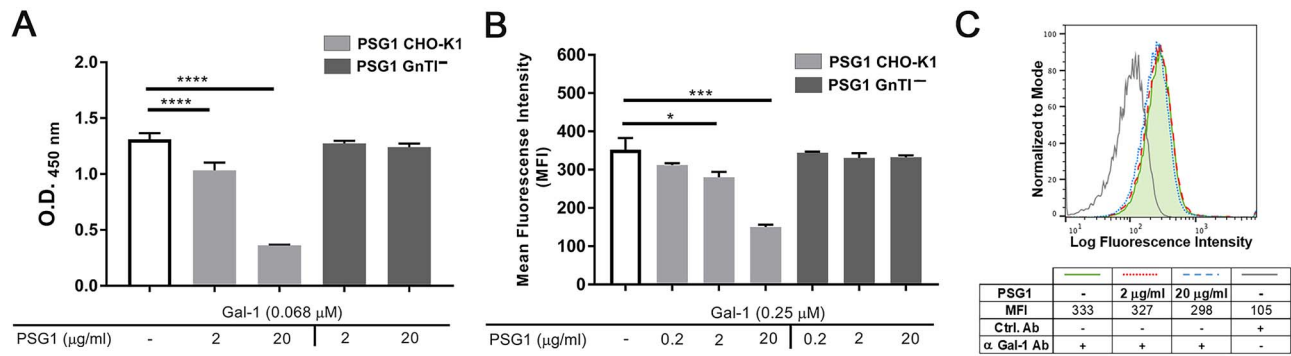 A
PSG1 CHO-K1
PSG1 GnTI–
2.0
1.5
1.0
0.5
0.0
O.D. 450 nm
****
****
Gal-1 (0.068 μM)
PSG1 (μg/ml) - 2 20 2 20
B
PSG1 CHO-K1
PSG1 GnTI—
600
500
400
300
200
100
0
Mean Fluorescence Intensity
(MFI)
***
*
Gal-1 (0.25 μM)
PSG1 (μg/ml) - 0.2 2 20 0.2 2 20
C
100
80
60
40
20
0
Normalized to Mode
10¹ 10² 10³
Log Fluorescence Intensity
PSG1 - 2 μg/ml 20 μg/ml -
MFI 333 327 298 105
Ctrl. Ab - - - +
α Gal-1 Ab + + + -